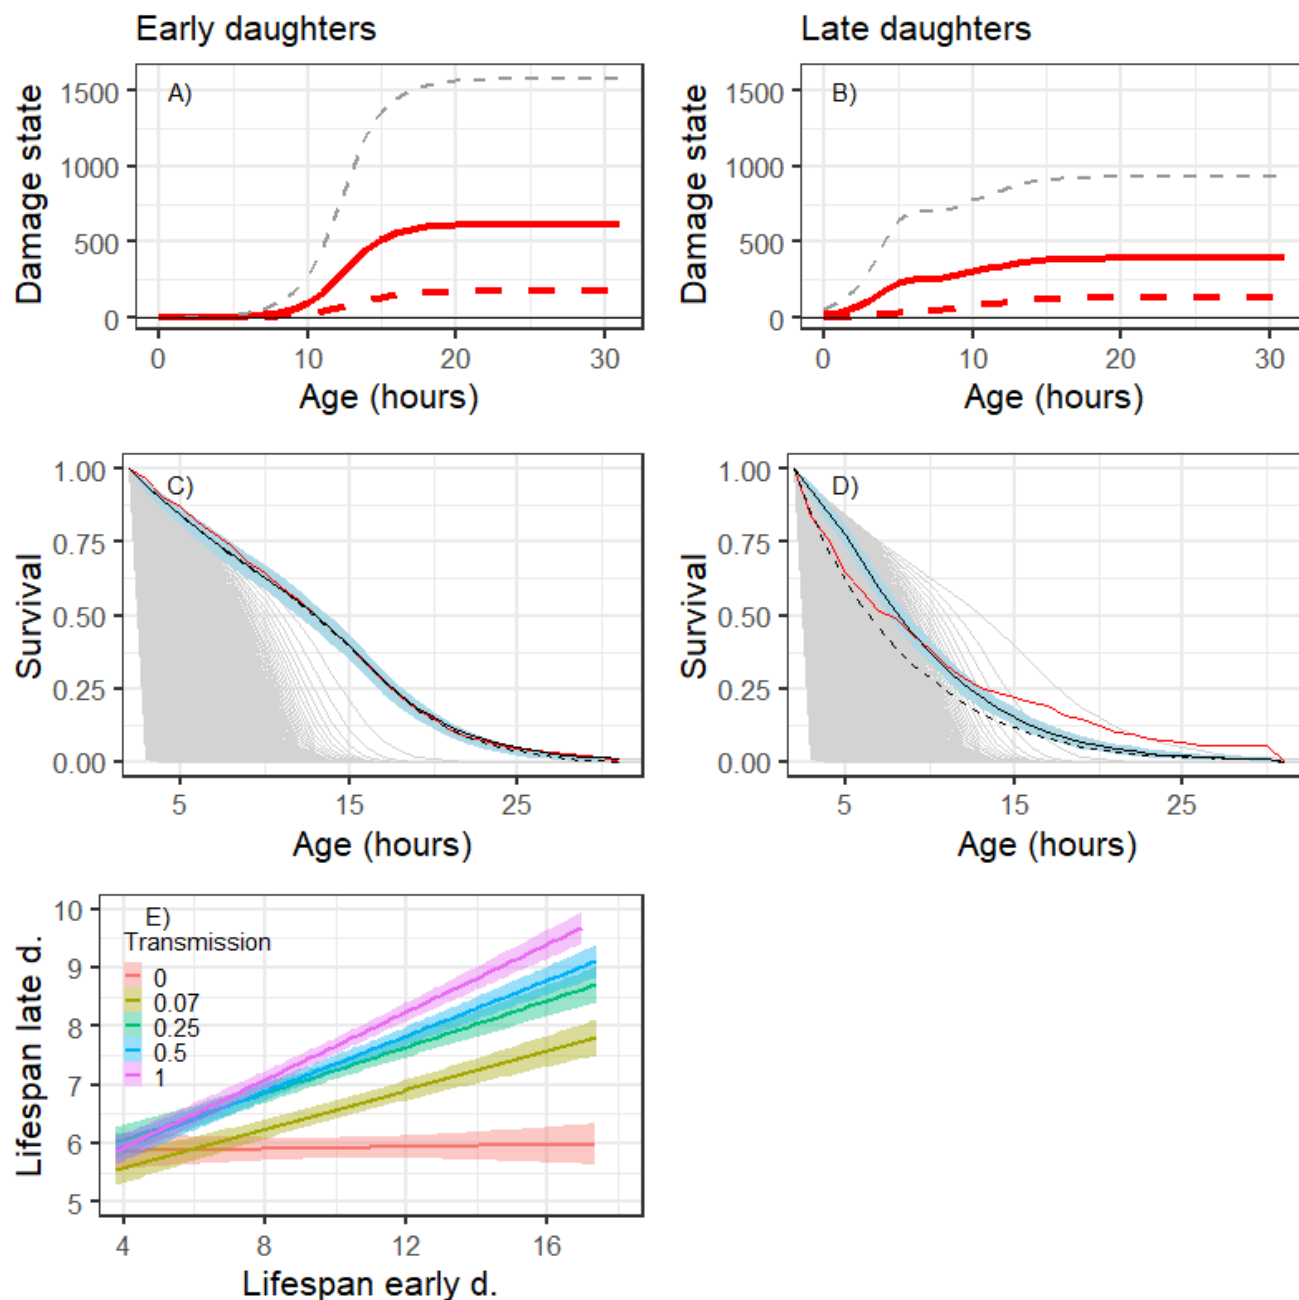 Early daughters
Late daughters
Damage state
1500
1000
500
0
A)
0
10
20
30
Age (hours)
Damage state
1500
1000
500
0
B)
0
10
20
30
Age (hours)
Survival
1.00
0.75
0.50
0.25
0.00
C)
5
15
25
Age (hours)
Survival
1.00
0.75
0.50
0.25
0.00
D)
5
15
25
Age (hours)
Lifespan late d.
10
9
8
7
6
5
E)
Transmission
0
0.07
0.25
0.5
1
4
8
12
16
Lifespan early d.